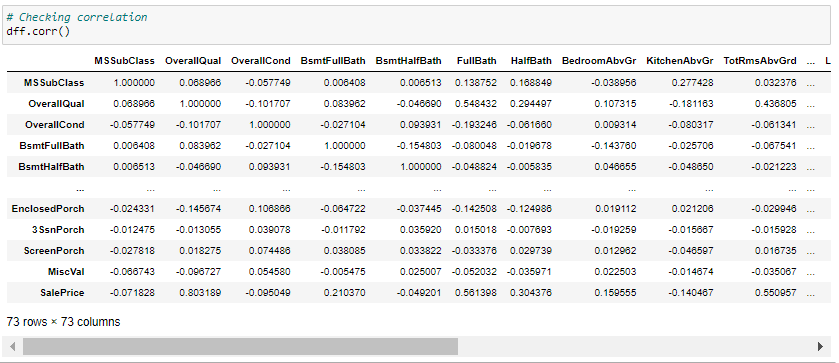 # Checking correlation
dff.corr()
MSSubClass OverallQual OverallCond BsmtFullBath BsmtHalfBath FullBath HalfBath BedroomAbvGr KitchenAbvGr TotRmsAbvGrd ... L
MSSubClass 1.000000 0.068966 -0.057749 0.006408 0.006513 0.138752 0.168849 -0.038956 0.277428 0.032376 ...
OverallQual 0.068966 1.000000 -0.101707 0.083962 -0.046690 0.548432 0.294497 0.107315 -0.181163 0.436805 ...
OverallCond -0.057749 -0.101707 1.000000 -0.027104 0.093931 -0.193246 -0.061660 0.009314 -0.080317 -0.061341 ...
BsmtFullBath 0.006408 0.083962 -0.027104 1.000000 -0.154803 -0.080048 -0.019678 -0.143760 -0.025706 -0.067541 ...
BsmtHalfBath 0.006513 -0.046690 0.093931 -0.154803 1.000000 -0.048824 -0.005835 0.046655 -0.048650 -0.021223 ...
... ... ... ... ... ... ... ... ... ... ... ...
EnclosedPorch -0.024331 -0.145674 0.106866 -0.064722 -0.037445 -0.142508 -0.124986 0.019112 0.021206 -0.029946 ...
3SsnPorch -0.012475 -0.013055 0.039078 -0.011792 0.035920 0.015018 -0.007693 -0.019259 -0.015667 -0.015928 ...
ScreenPorch -0.027818 0.018275 0.074486 0.038085 0.033822 -0.033376 0.029739 0.012962 -0.046597 0.016735 ...
MiscVal -0.066743 -0.096727 0.054580 -0.005475 0.025007 -0.052032 -0.035971 0.022503 -0.014674 -0.035067 ...
SalePrice -0.071828 0.803189 -0.095049 0.210370 -0.049201 0.561398 0.304376 0.159555 -0.140467 0.550957 ...
73 rows × 73 columns